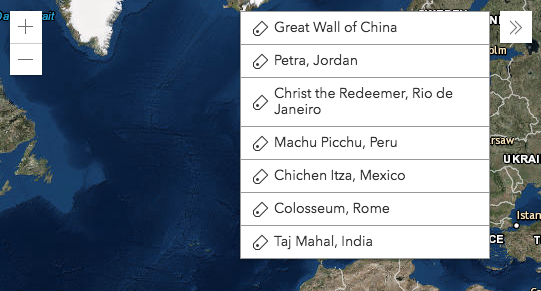 Great Wall of China
Petra, Jordan
Christ the Redeemer, Rio de
Janeiro
Machu Picchu, Peru
Chichen Itza, Mexico
Colosseum, Rome
Taj Mahal, India
olm
rsaw
UKRAI
Istan
CE
T